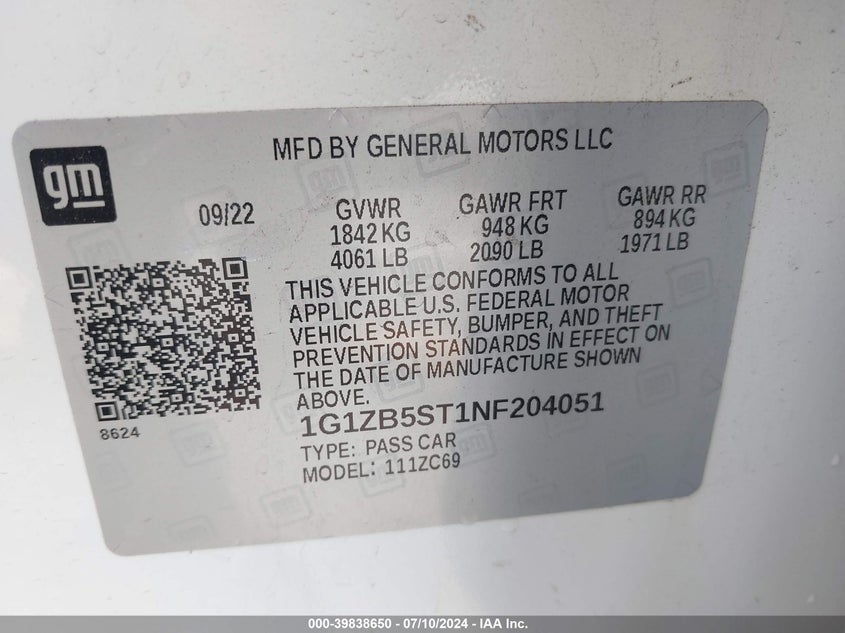 MFD BY GENERAL MOTORS LLC
gm
09/22
GVWR
1842 KG
4061 LB
GAWR FRT
948 KG
2090 LB
GAWR RR
894 KG
1971 LB
THIS VEHICLE CONFORMS TO ALL
APPLICABLE U.S. FEDERAL MOTOR
VEHICLE SAFETY, BUMPER, AND THEFT
PREVENTION STANDARDS IN EFFECT ON
THE DATE OF MANUFACTURE SHOWN
ABOVE.
8624
1G1ZB5ST1NF204051
TYPE: PASS CAR
MODEL: 111ZC69
000-39838650 - 07/10/2024 - IAA Inc.